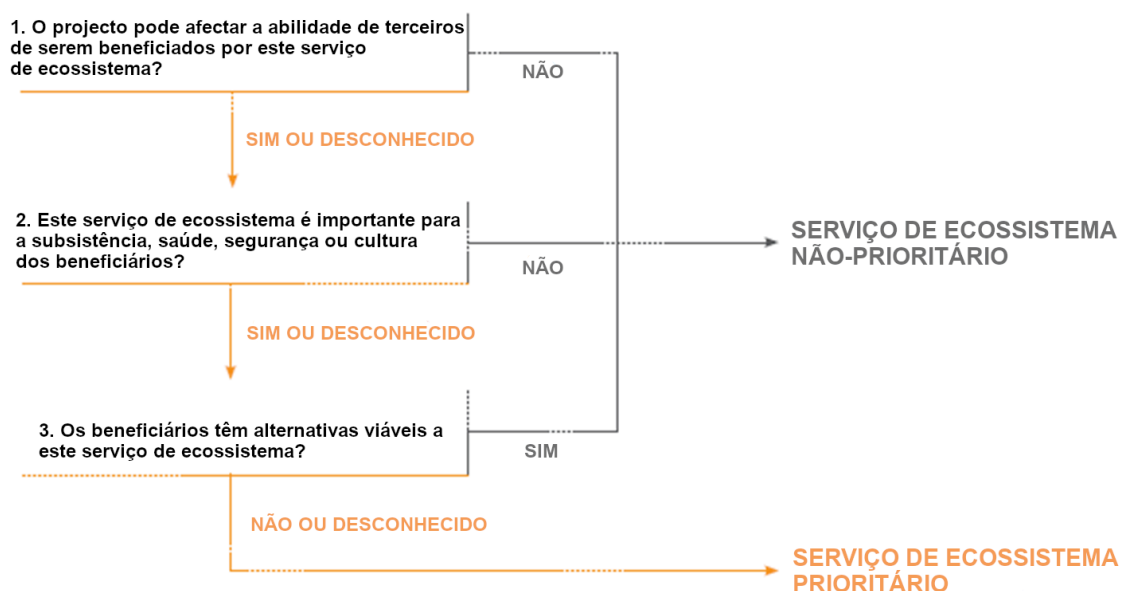 1. O projecto pode afectar a abilidade de terceiros
de serem beneficiados por este serviço
de ecossistema?
NÃO
SIM OU DESCONHECIDO
2. Este serviço de ecossistema é importante para
a subsistência, saúde, segurança ou cultura
dos beneficiários?
NÃO
SERVIÇO DE ECOSSISTEMA
NÃO-PRIORITÁRIO
SIM OU DESCONHECIDO
3. Os beneficiários têm alternativas viáveis a
este serviço de ecossistema?
SIM
NÃO OU DESCONHECIDO
SERVIÇO DE ECOSSISTEMA
PRIORITÁRIO